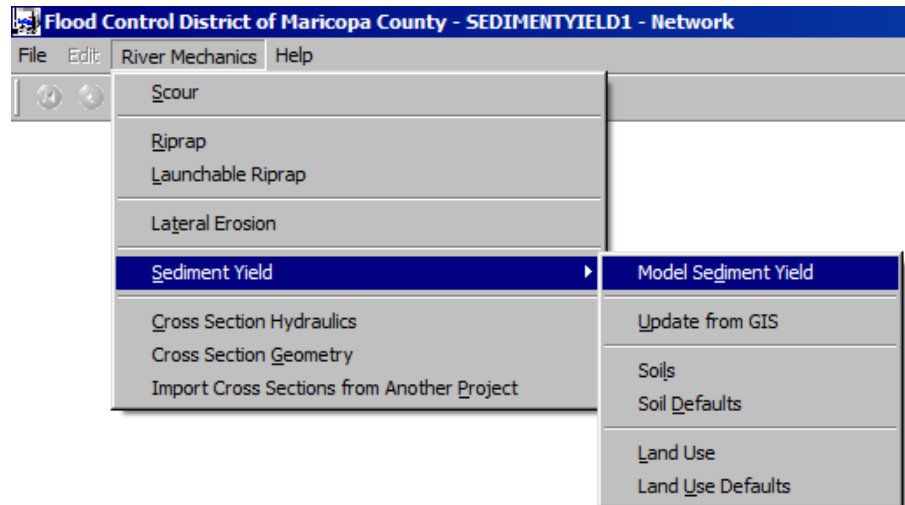 Flood Control District of Maricopa County - SEDIMENTYIELD1 - Network
File Edit River Mechanics Help
Scour
Riprap
Launchable Riprap
Lateral Erosion
Sediment Yield
Model Sediment Yield
Update from GIS
Soils
Soil Defaults
Land Use
Land Use Defaults
Cross Section Hydraulics
Cross Section Geometry
Import Cross Sections from Another Project